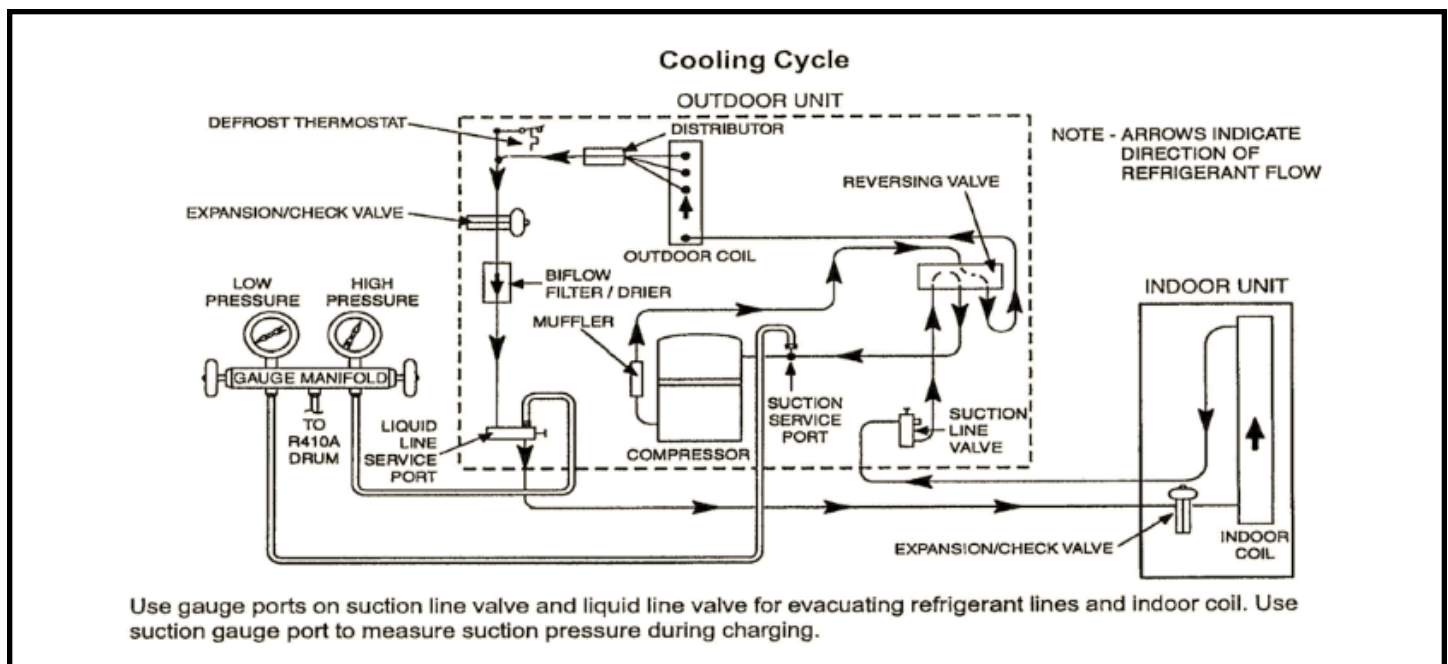 Cooling Cycle
OUTDOOR UNIT
DEFROST THERMOSTAT
DISTRIBUTOR
NOTE - ARROWS INDICATE
DIRECTION OF
REFRIGERANT FLOW
REVERSING VALVE
EXPANSION/CHECK VALVE
OUTDOOR COIL
LOW
PRESSURE
HIGH
PRESSURE
BIFLOW
FILTER / DRIER
MUFFLER
INDOOR UNIT
GAUGE MANIFOLD
TO
R410A
DRUM
LIQUID
LINE
SERVICE
PORT
COMPRESSOR
SUCTION
SERVICE
PORT
SUCTION
LINE
VALVE
EXPANSION/CHECK VALVE
INDOOR
COIL
Use gauge ports on suction line valve and liquid line valve for evacuating refrigerant lines and indoor coil. Use
suction gauge port to measure suction pressure during charging.